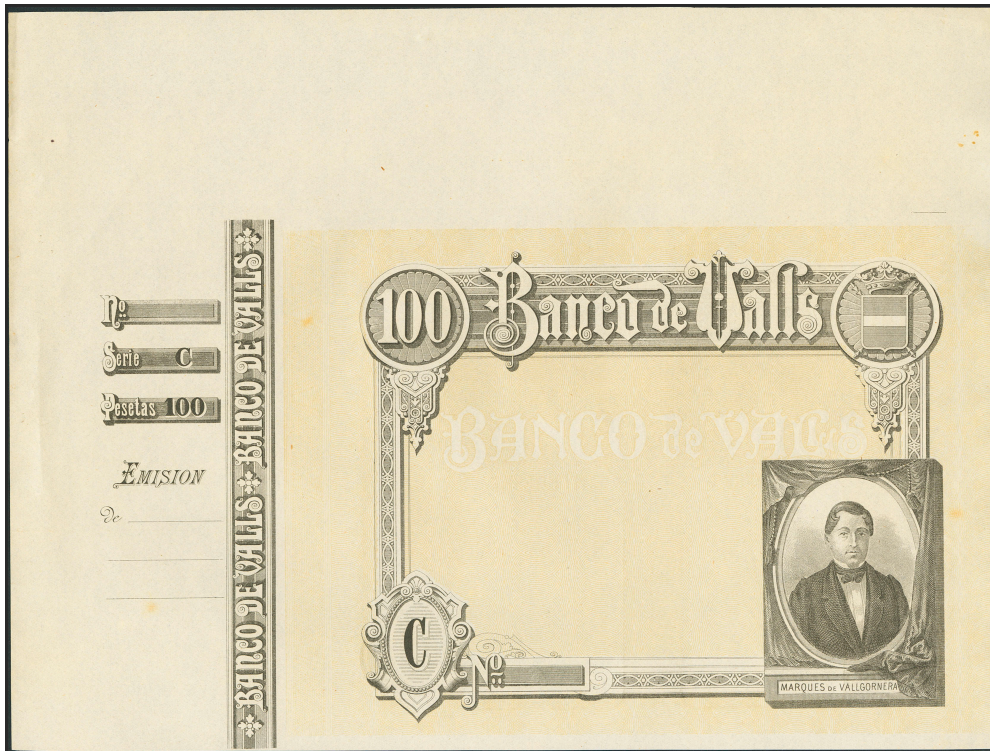 Nº
Serie C
Pesetas 100
EMISION
de
BANCO DE VALLS BANCO DE VALLS
100 Banco de Valls
BANCO de VALLS
C
Nº
MARQUES DE VALLGORNERA